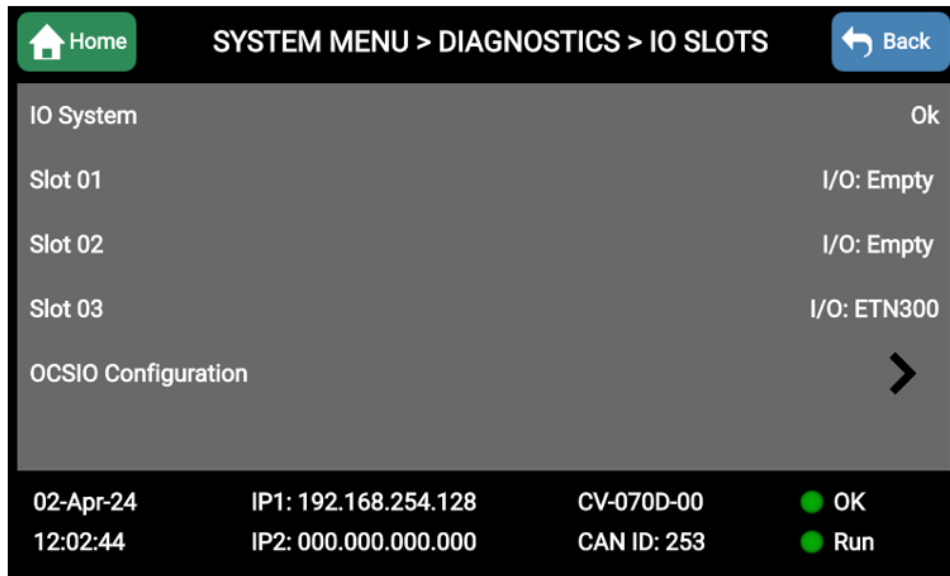 Home SYSTEM MENU > DIAGNOSTICS > IO SLOTS Back
IO System Ok
Slot 01 I/O: Empty
Slot 02 I/O: Empty
Slot 03 I/O: ETN300
OCSIO Configuration
02-Apr-24 IP1: 192.168.254.128 CV-070D-00 OK
12:02:44 IP2: 000.000.000.000 CAN ID: 253 Run